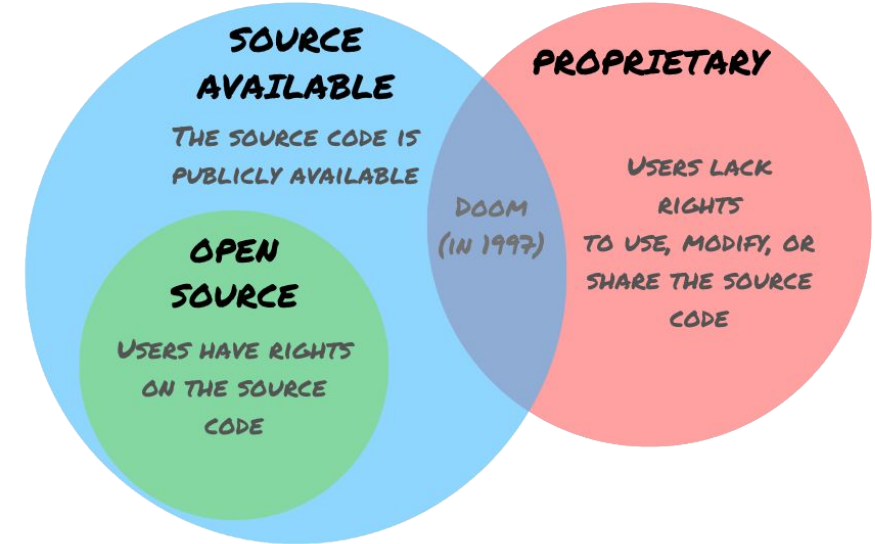 SOURCE
AVAILABLE
THE SOURCE CODE IS
PUBLICLY AVAILABLE
OPEN
SOURCE
USERS HAVE RIGHTS
ON THE SOURCE
CODE
DOOM
(IN 1997)
PROPRIETARY
USERS LACK
RIGHTS
TO USE, MODIFY, OR
SHARE THE SOURCE
CODE